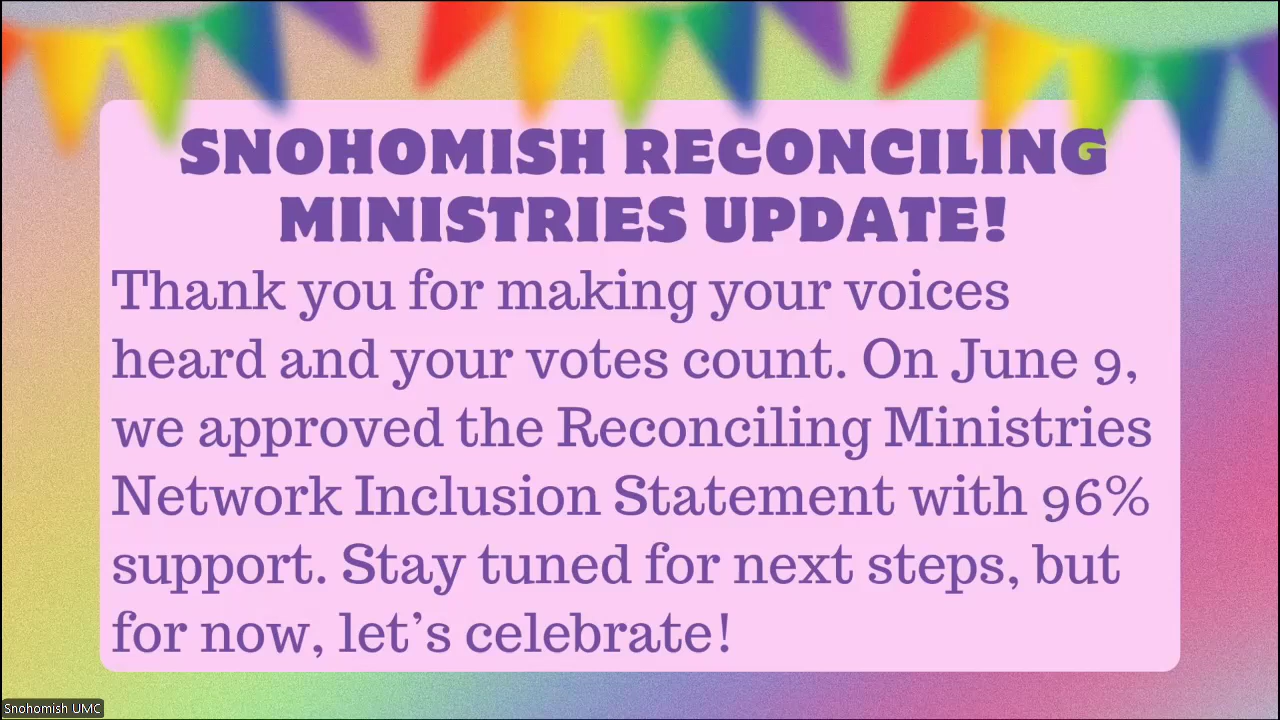 SNOHOMISH RECONCILING
MINISTRIES UPDATE!
Thank you for making your voices
heard and your votes count. On June 9,
we approved the Reconciling Ministries
Network Inclusion Statement with 96%
support. Stay tuned for next steps, but
for now, let’s celebrate!
Snohomish UMC